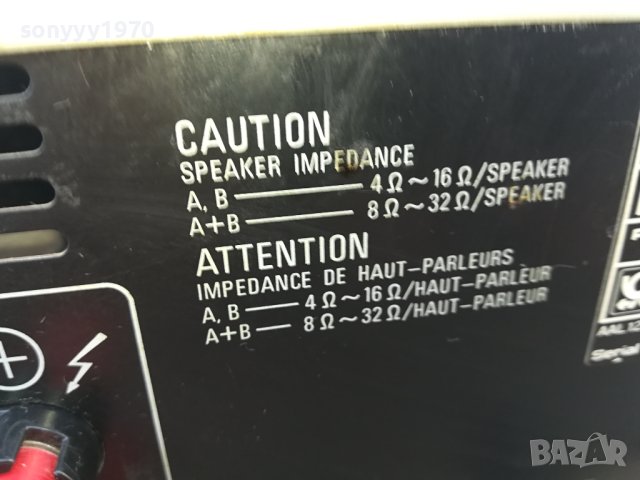 sonyyy1970
CAUTION
SPEAKER IMPEDANCE
A, B 4 Ω ~ 16 Ω/SPEAKER
A+B 8 Ω ~ 32 Ω/SPEAKER
ATTENTION
IMPEDANCE DE HAUT-PARLEURS
A, B 4 Ω ~ 16 Ω/HAUT-PARLEUR
A+B 8 Ω ~ 32 Ω/HAUT-PARLEUR
Serial
BAZAR